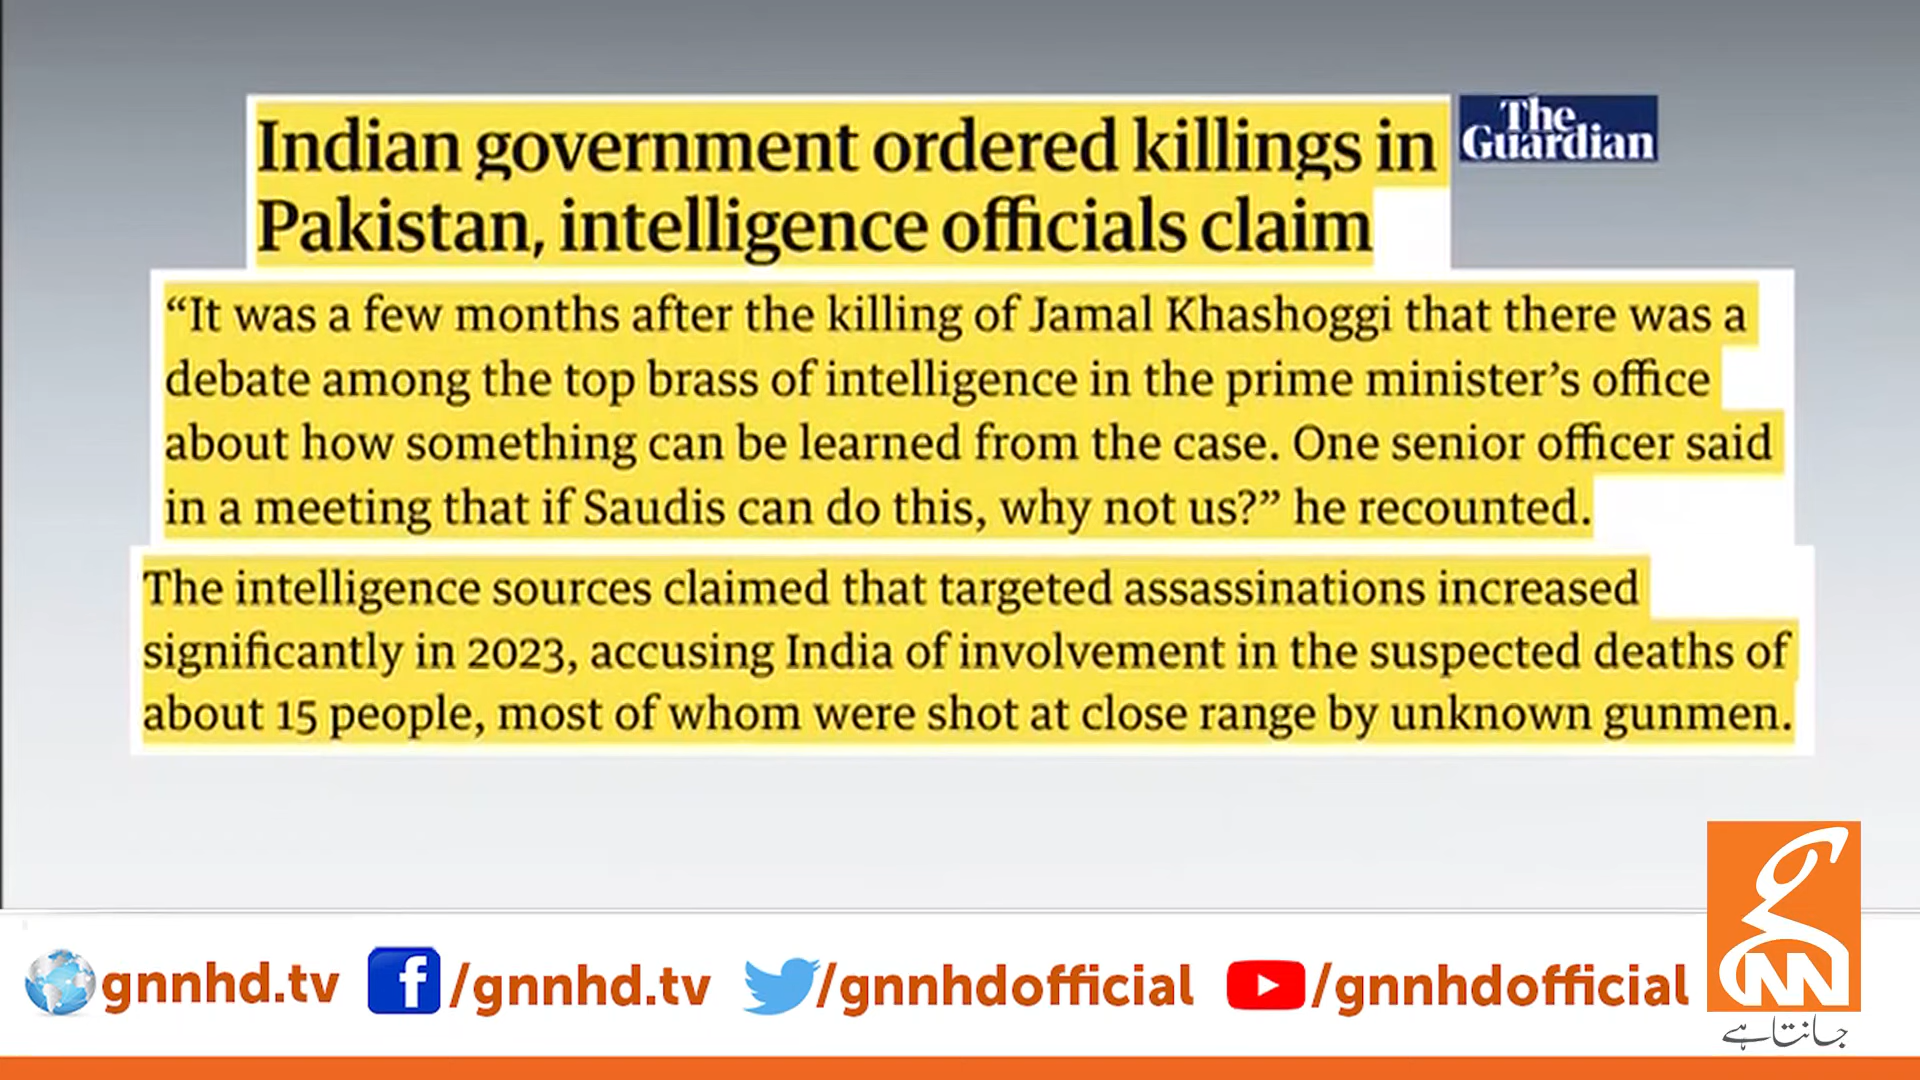 Indian government ordered killings in
Pakistan, intelligence officials claim
The
Guardian
“It was a few months after the killing of Jamal Khashoggi that there was a
debate among the top brass of intelligence in the prime minister’s office
about how something can be learned from the case. One senior officer said
in a meeting that if Saudis can do this, why not us?” he recounted.
The intelligence sources claimed that targeted assassinations increased
significantly in 2023, accusing India of involvement in the suspected deaths of
about 15 people, most of whom were shot at close range by unknown gunmen.
gnnhd.tv
/gnnhd.tv
/gnnhdofficial
/gnnhdofficial
GNN
جانتا ہے